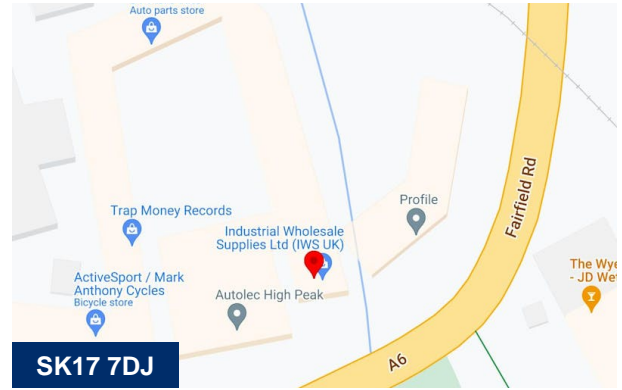 Auto parts store
Fairfield Rd
Profile
Trap Money Records
Industrial Wholesale
Supplies Ltd (IWS UK)
The Wye
- JD Wet
ActiveSport / Mark
Anthony Cycles
Bicycle store
Autolec High Peak
A6
SK17 7DJ